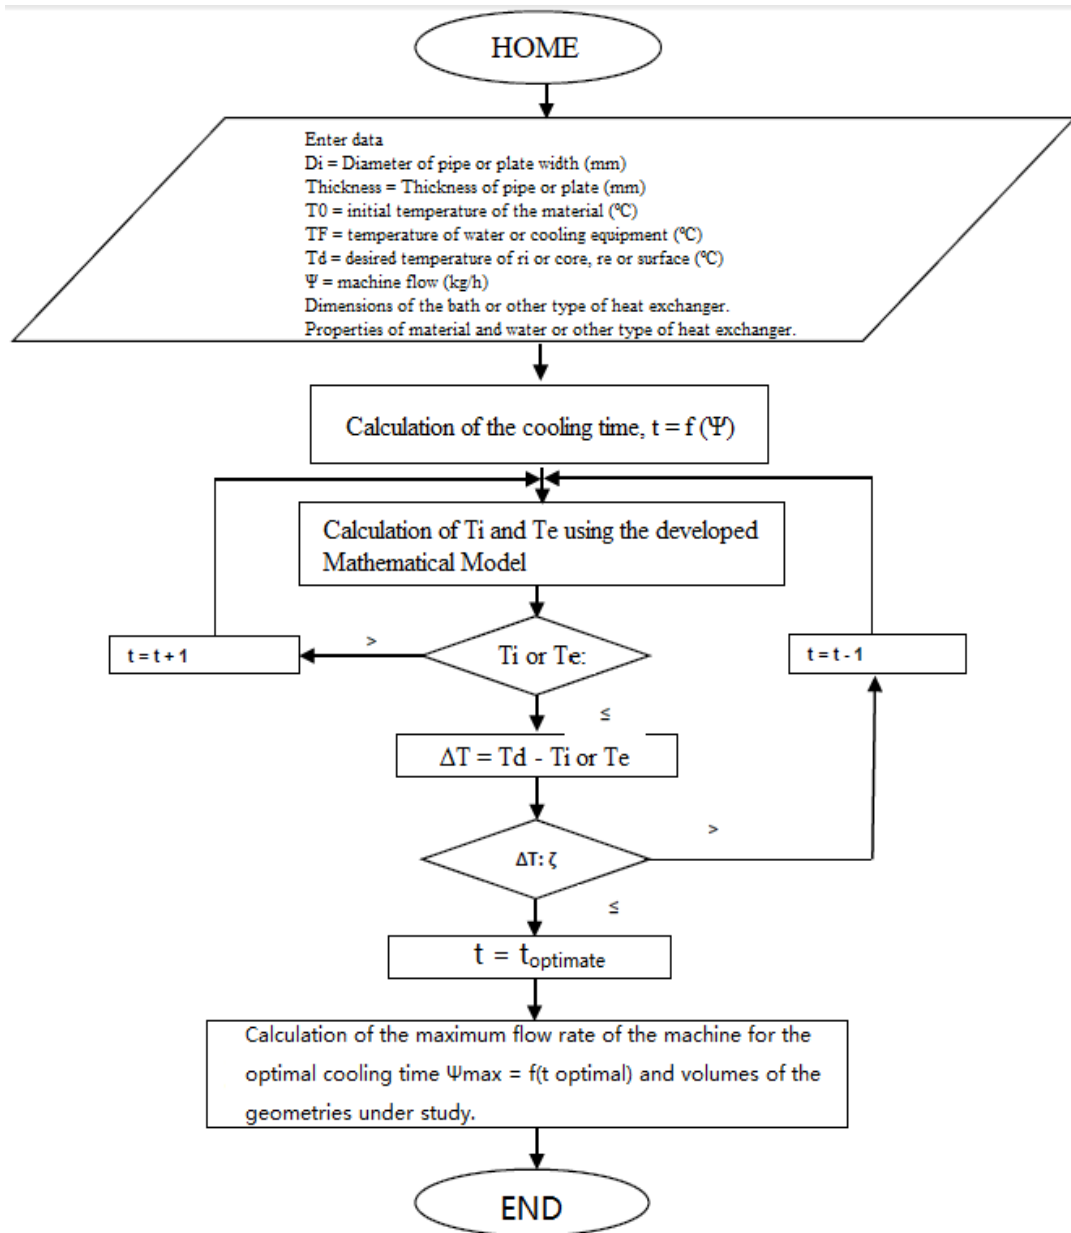 HOME
Enter data
Di = Diameter of pipe or plate width (mm)
Thickness = Thickness of pipe or plate (mm)
T0 = initial temperature of the material (ºC)
TF = temperature of water or cooling equipment (ºC)
Td = desired temperature of ri or core, re or surface (ºC)
Ψ = machine flow (kg/h)
Dimensions of the bath or other type of heat exchanger.
Properties of material and water or other type of heat exchanger.
Calculation of the cooling time, t = f (Ψ)
Calculation of Ti and Te using the developed
Mathematical Model
>
Ti or Te:
t = t + 1
t = t - 1
≤
ΔT = Td - Ti or Te
>
ΔT: ζ
≤
t = toptimate
Calculation of the maximum flow rate of the machine for the
optimal cooling time Ψmax = f(t optimal) and volumes of the
geometries under study.
END